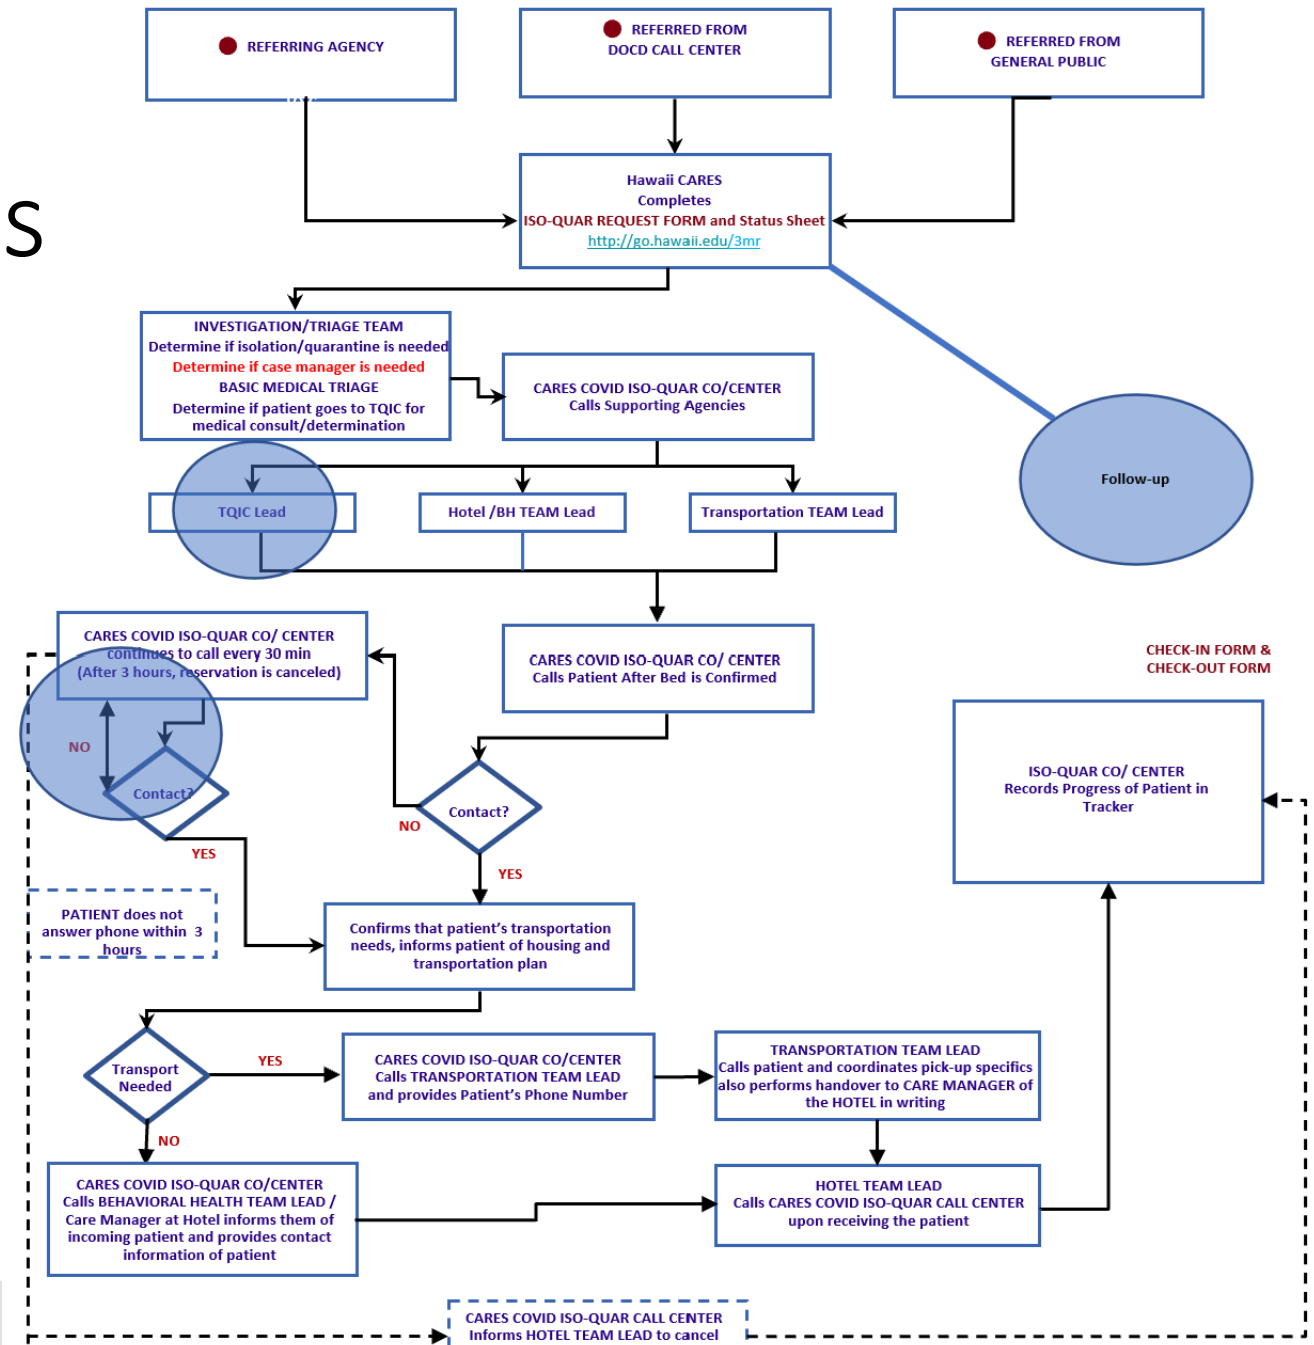 REFERRING AGENCY
REFERRED FROM
DOCD CALL CENTER
REFERRED FROM
GENERAL PUBLIC
S
Hawaii CARES
Completes
ISO-QUAR REQUEST FORM and Status Sheet
http://go.hawaii.edu/3mr
INVESTIGATION/TRIAGE TEAM
Determine if isolation/quarantine is needed
Determine if case manager is needed
BASIC MEDICAL TRIAGE
Determine if patient goes to TQIC for
medical consult/determination
CARES COVID ISO-QUAR CO/CENTER
Calls Supporting Agencies
Follow-up
TQIC Lead
Hotel /BH TEAM Lead
Transportation TEAM Lead
CARES COVID ISO-QUAR CO/ CENTER
continues to call every 30 min
(After 3 hours, reservation is canceled)
CARES COVID ISO-QUAR CO/ CENTER
Calls Patient After Bed is Confirmed
CHECK-IN FORM &
CHECK-OUT FORM
NO
Contact?
YES
Contact?
NO
YES
ISO-QUAR CO/ CENTER
Records Progress of Patient in
Tracker
PATIENT does not
answer phone within 3
hours
Confirms that patient's transportation
needs, informs patient of housing and
transportation plan
Transport
Needed
YES
NO
CARES COVID ISO-QUAR CO/CENTER
Calls TRANSPORTATION TEAM LEAD
and provides Patient's Phone Number
TRANSPORTATION TEAM LEAD
Calls patient and coordinates pick-up specifics
also performs handover to CARE MANAGER of
the HOTEL in writing
CARES COVID ISO-QUAR CO/CENTER
Calls BEHAVIORAL HEALTH TEAM LEAD /
Care Manager at Hotel informs them of
incoming patient and provides contact
information of patient
HOTEL TEAM LEAD
Calls CARES COVID ISO-QUAR CALL CENTER
upon receiving the patient
CARES COVID ISO-QUAR CALL CENTER
Informs HOTEL TEAM LEAD to cancel